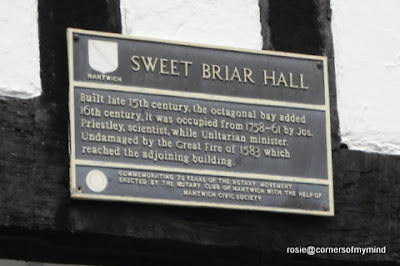 SWEET BRIAR HALL
NANTWICH
Built late 15th century, the octagonal bay added
16th century. It was occupied from 1758-61 by Jos.
Priestley, scientist, while Unitarian minister.
Undamaged by the Great Fire of 1583 which
reached the adjoining building.
COMMEMORATING 75 YEARS OF THE ROTARY MOVEMENT
ERECTED BY THE ROTARY CLUB OF NANTWICH WITH THE HELP OF
NANTWICH CIVIC SOCIETY
rosie@cornersofmymind